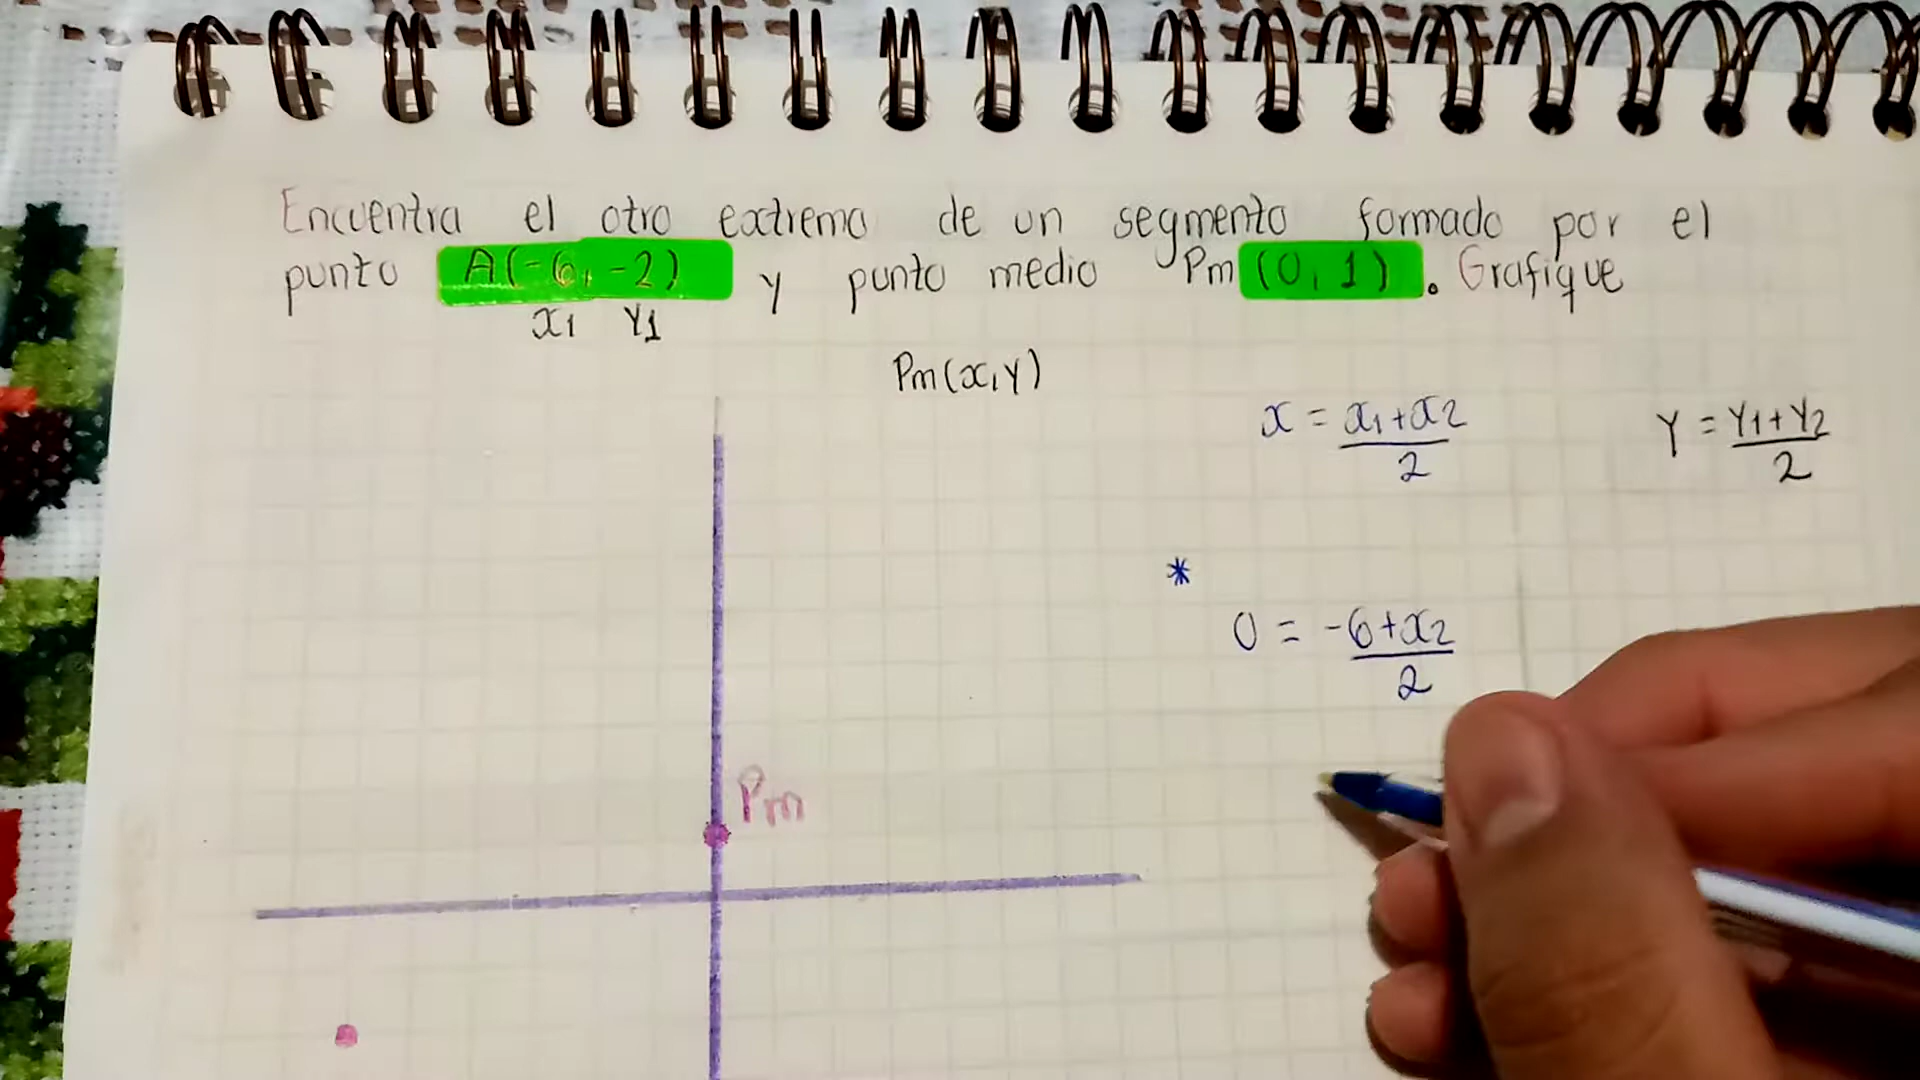 Encuentra el otro extremo de un segmento formado por el
punto A(-6, -2) y punto medio Pm (0, 1). Grafique
x1 Y1
Pm(x,y)
x = x1+x2
2
Y = Y1+Y2
2
*
0 = -6+x2
2
Pm